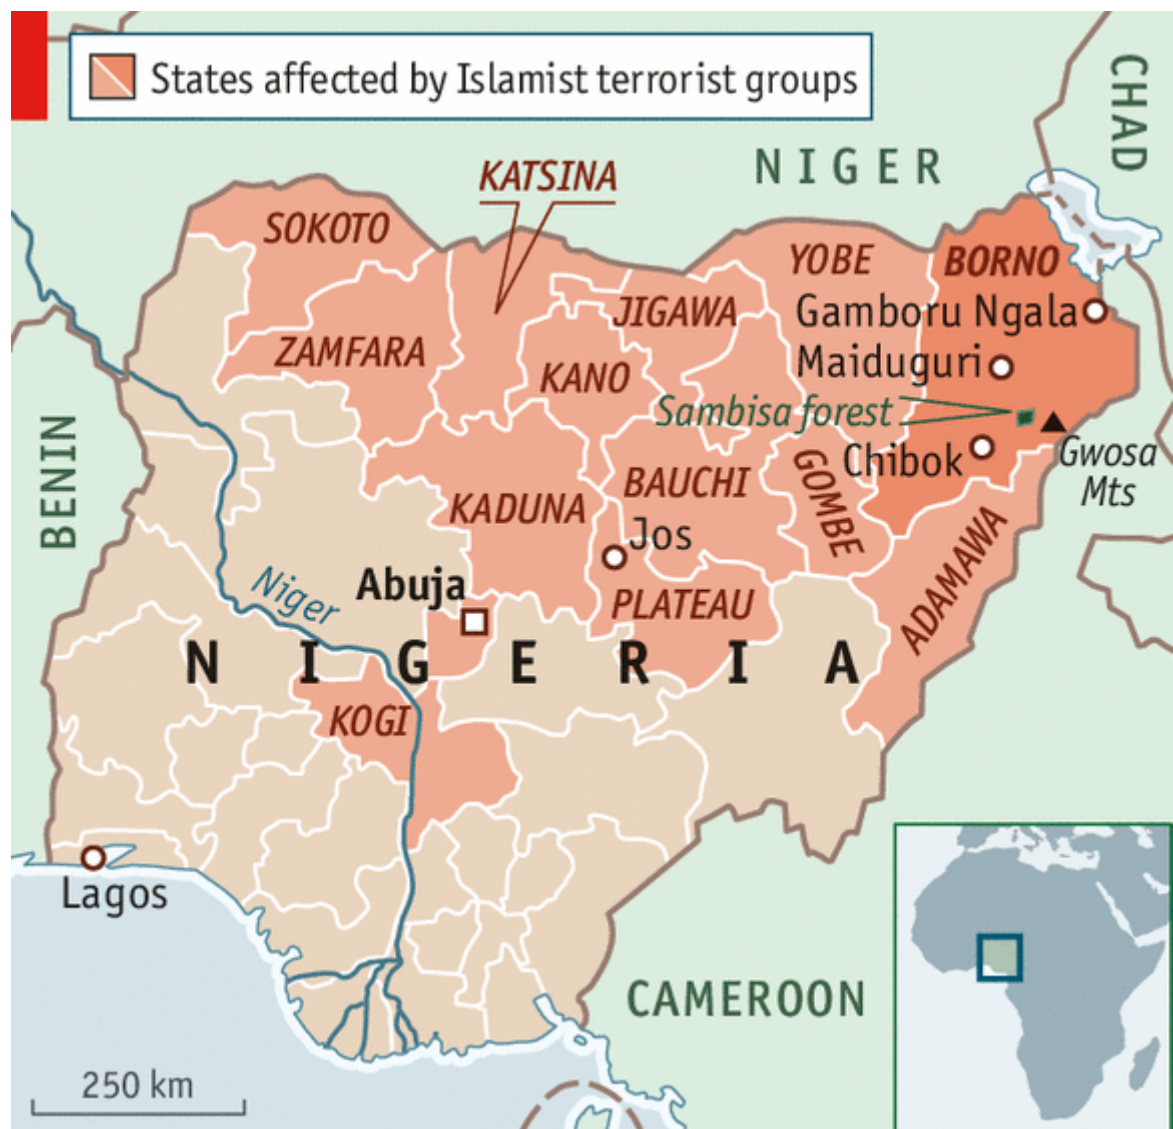 States affected by Islamist terrorist groups
CHAD
NIGER
KATSINA
SOKOTO
YOBE
BORNO
JIGAWA
Gamboru Ngala
ZAMFARA
KANO
Maiduguri
Sambisa forest
Chibok
Gwosa
Mts
BENIN
KADUNA
BAUCHI
GOMBE
Jos
ADAMAWA
Niger
Abuja
PLATEAU
NIGERIA
KOGI
Lagos
CAMEROON
250 km